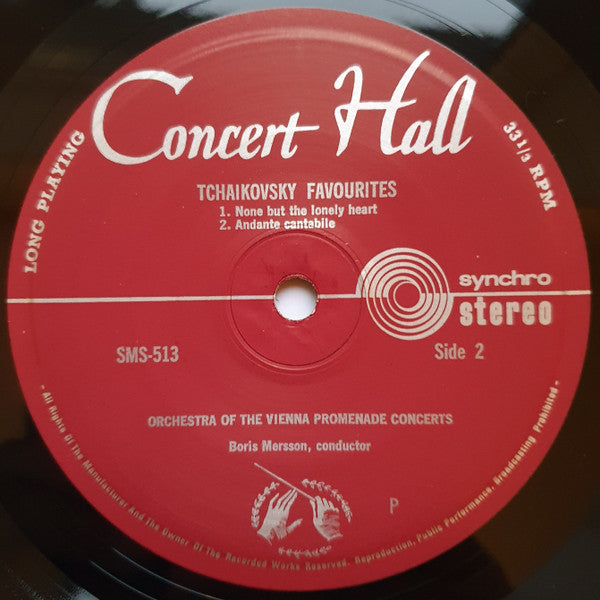 Concert Hall
LONG PLAYING
33 1/3 RPM
TCHAIKOVSKY FAVOURITES
1. None but the lonely heart
2. Andante cantabile
synchro
stereo
SMS-513
Side 2
ORCHESTRA OF THE VIENNA PROMENADE CONCERTS
Boris Mersson, conductor
P
- All Rights Of The Manufacturer And The Owner Of The Recorded Works Reserved. Reproduction, Public Performance, Broadcasting Prohibited -